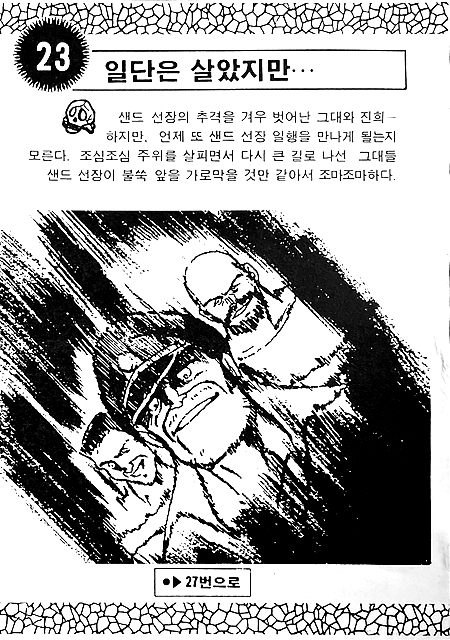 23
일단은 살았지만…
샌드 선장의 추격을 겨우 벗어난 그대와 진희—
하지만, 언제 또 샌드 선장 일행을 만나게 될는지
모른다. 조심조심 주위를 살피면서 다시 큰 길로 나선 그대들
샌드 선장이 불쑥 앞을 가로막을 것만 같아서 조마조마하다.
●▶27번으로